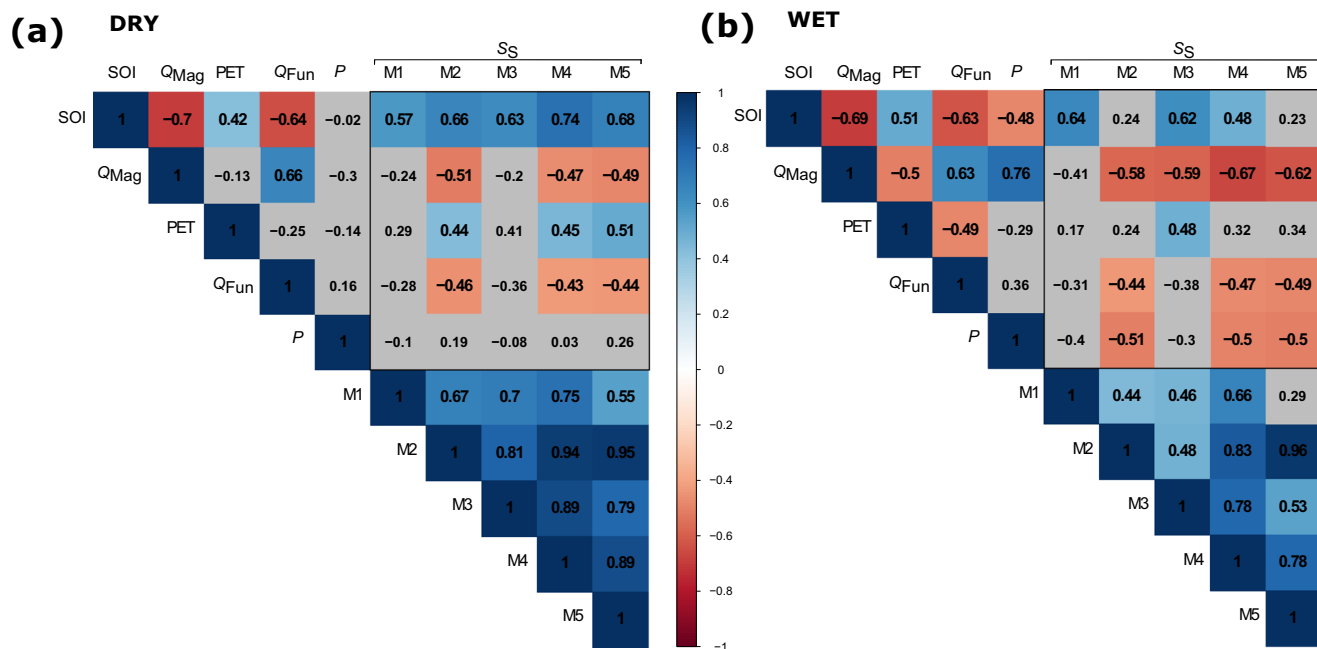 (a) DRY
SS
SOI QMag PET QFun P M1 M2 M3 M4 M5
SOI 1 −0.7 0.42 −0.64 −0.02 0.57 0.66 0.63 0.74 0.68
QMag 1 −0.13 0.66 −0.3 −0.24 −0.51 −0.2 −0.47 −0.49
PET 1 −0.25 −0.14 0.29 0.44 0.41 0.45 0.51
QFun 1 0.16 −0.28 −0.46 −0.36 −0.43 −0.44
P 1 −0.1 0.19 −0.08 0.03 0.26
M1 1 0.67 0.7 0.75 0.55
M2 1 0.81 0.94 0.95
M3 1 0.89 0.79
M4 1 0.89
M5 1
1
0.8
0.6
0.4
0.2
0
−0.2
−0.4
−0.6
−0.8
−1
(b) WET
SS
SOI QMag PET QFun P M1 M2 M3 M4 M5
SOI 1 −0.69 0.51 −0.63 −0.48 0.64 0.24 0.62 0.48 0.23
QMag 1 −0.5 0.63 0.76 −0.41 −0.58 −0.59 −0.67 −0.62
PET 1 −0.49 −0.29 0.17 0.24 0.48 0.32 0.34
QFun 1 0.36 −0.31 −0.44 −0.38 −0.47 −0.49
P 1 −0.4 −0.51 −0.3 −0.5 −0.5
M1 1 0.44 0.46 0.66 0.29
M2 1 0.48 0.83 0.96
M3 1 0.78 0.53
M4 1 0.78
M5 1